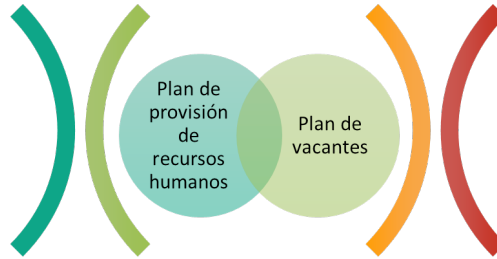 Plan de
provisión
de
recursos
humanos
Plan de
vacantes